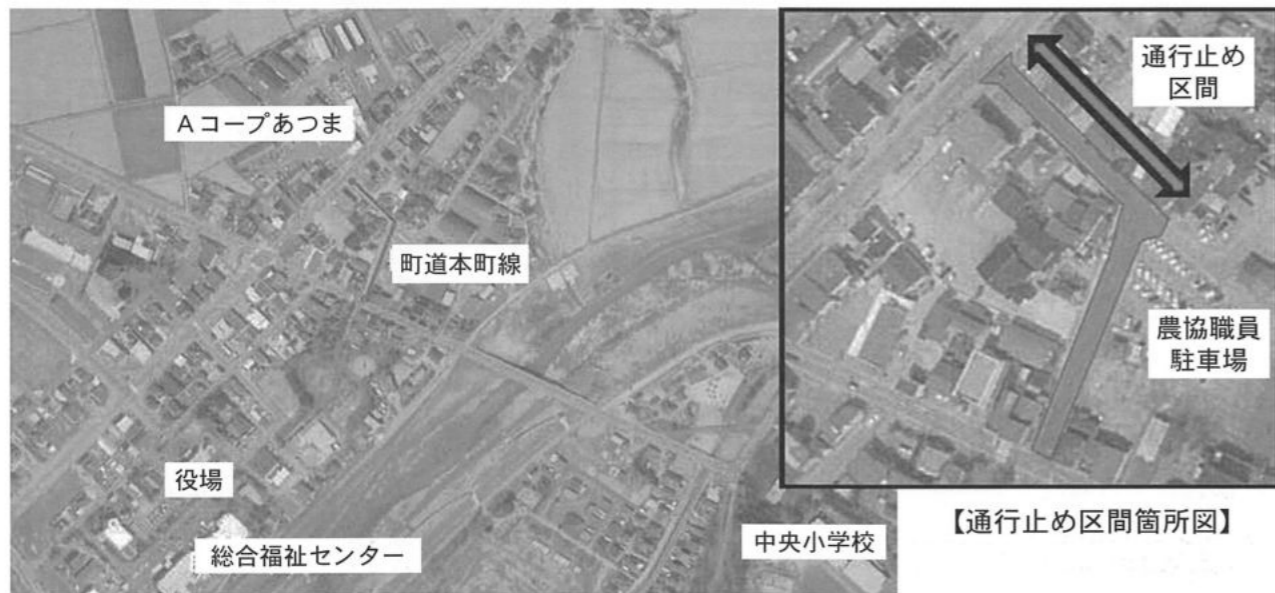 Aコープあつま
町道本町線
役場
総合福祉センター
中央小学校
通行止め
区間
農協職員
駐車場
【通行止め区間箇所図】